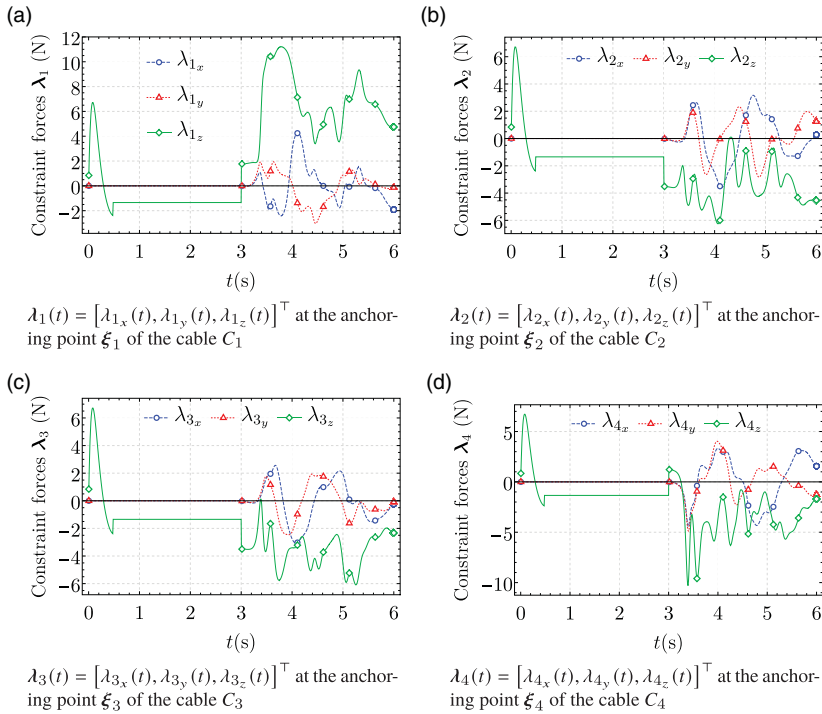 (a)
Constraint forces λ₁ (N)
12
10
8
6
4
2
0
−2
λ₁ₓ
λ₁y
λ₁z
0 1 2 3 4 5 6
t(s)
λ₁(t) = [λ₁ₓ(t), λ₁y(t), λ₁z(t)]⊤ at the anchor-
ing point ξ₁ of the cable C₁
(b)
Constraint forces λ₂ (N)
6
4
2
0
−2
−4
−6
λ₂ₓ λ₂y λ₂z
0 1 2 3 4 5 6
t(s)
λ₂(t) = [λ₂ₓ(t), λ₂y(t), λ₂z(t)]⊤ at the anchor-
ing point ξ₂ of the cable C₂
(c)
Constraint forces λ₃ (N)
6
4
2
0
−2
−4
−6
λ₃ₓ λ₃y λ₃z
0 1 2 3 4 5 6
t(s)
λ₃(t) = [λ₃ₓ(t), λ₃y(t), λ₃z(t)]⊤ at the anchor-
ing point ξ₃ of the cable C₃
(d)
Constraint forces λ₄ (N)
5
0
−5
−10
λ₄ₓ λ₄y λ₄z
0 1 2 3 4 5 6
t(s)
λ₄(t) = [λ₄ₓ(t), λ₄y(t), λ₄z(t)]⊤ at the anchor-
ing point ξ₄ of the cable C₄